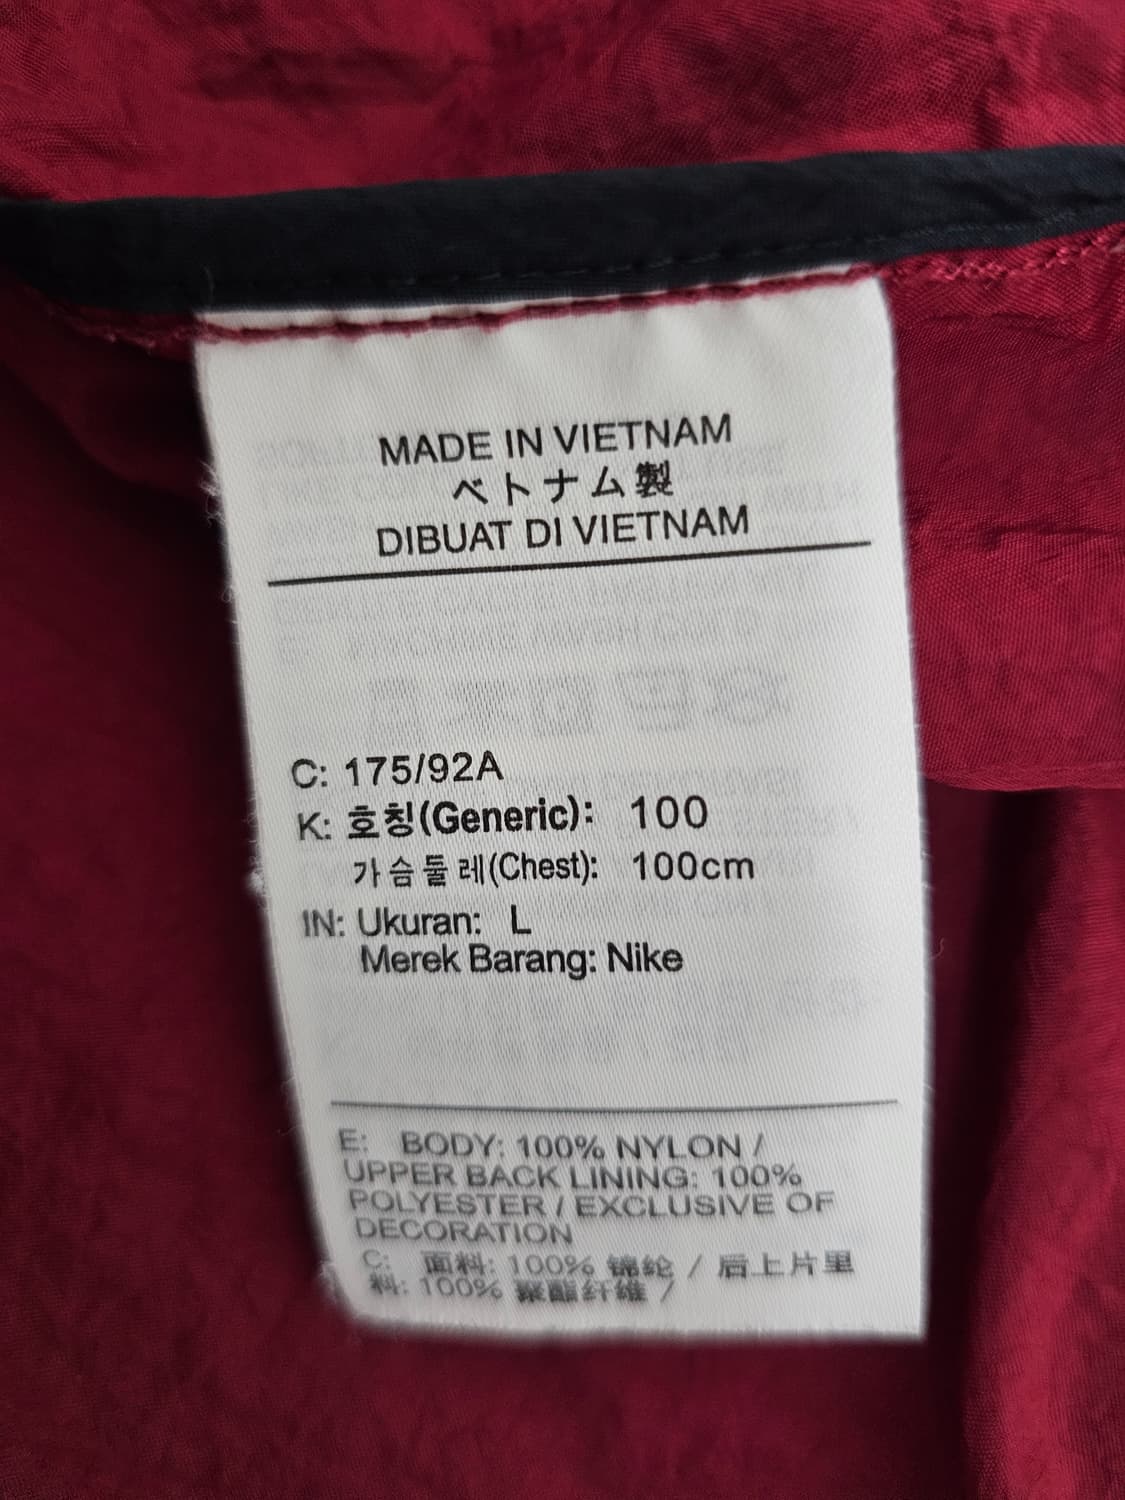 MADE IN VIETNAM
ベトナム製
DIBUAT DI VIETNAM
C: 175/92A
K: 호칭(Generic): 100
가슴둘레(Chest): 100cm
IN: Ukuran: L
Merek Barang: Nike
E: BODY: 100% NYLON /
UPPER BACK LINING: 100%
POLYESTER / EXCLUSIVE OF
DECORATION
C: 面料: 100% 锦纶 / 后上片里
料: 100% 聚酯纤维 /